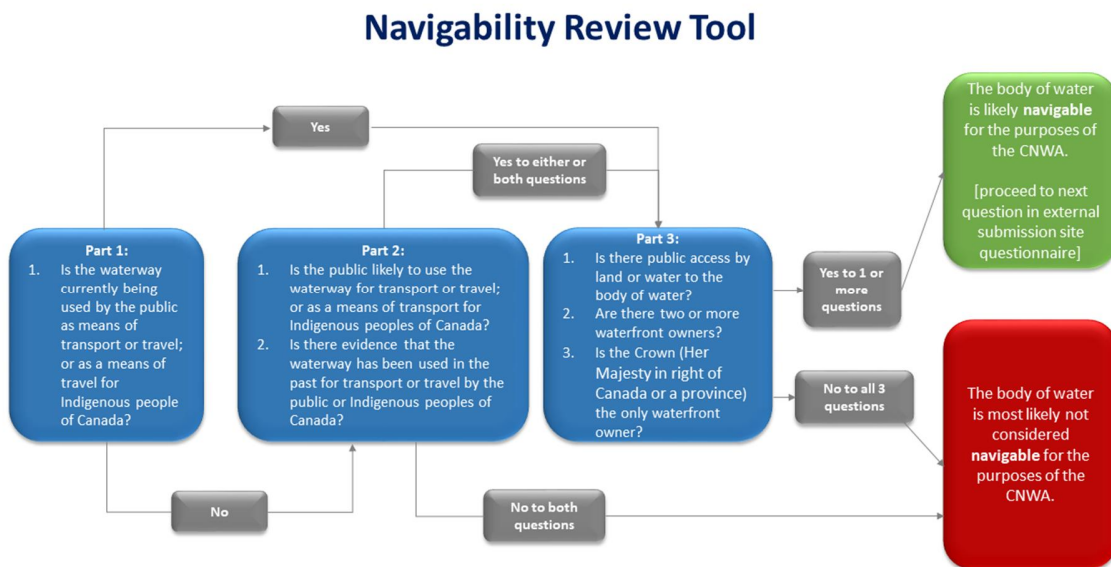 Navigability Review Tool
Yes
Yes to either or
both questions
Part 1:
1. Is the waterway
currently being
used by the public
as means of
transport or travel;
or as a means of
travel for
Indigenous people
of Canada?
Part 2:
1. Is the public likely to use the
waterway for transport or travel;
or as a means of transport for
Indigenous peoples of Canada?
2. Is there evidence that the
waterway has been used in the
past for transport or travel by the
public or Indigenous peoples of
Canada?
Part 3:
1. Is there public access by
land or water to the
body of water?
2. Are there two or more
waterfront owners?
3. Is the Crown (Her
Majesty in right of
Canada or a province)
the only waterfront
owner?
No
No to both
questions
Yes to 1 or
more
questions
No to all 3
questions
The body of water
is likely navigable
for the purposes of
the CNWA.
[proceed to next
question in external
submission site
questionnaire]
The body of water
is most likely not
considered
navigable for the
purposes of the
CNWA.